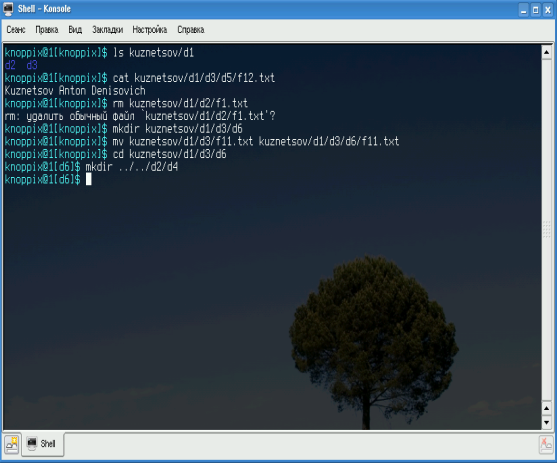 Shell - Konsole
Сеанс Правка Вид Закладки Настройка Справка
knoppix@1[knoppix]$ ls kuznetsov/d1
d2 d3
knoppix@1[knoppix]$ cat kuznetsov/d1/d3/d5/f12.txt
Kuznetsov Anton Denisovich
knoppix@1[knoppix]$ rm kuznetsov/d1/d2/f1.txt
rm: удалить обычный файл `kuznetsov/d1/d2/f1.txt'?
knoppix@1[knoppix]$ mkdir kuznetsov/d1/d3/d6
knoppix@1[knoppix]$ mv kuznetsov/d1/d3/f11.txt kuznetsov/d1/d3/d6/f11.txt
knoppix@1[knoppix]$ cd kuznetsov/d1/d3/d6
knoppix@1[d6]$ mkdir ../../d2/d4
knoppix@1[d6]$
Shell